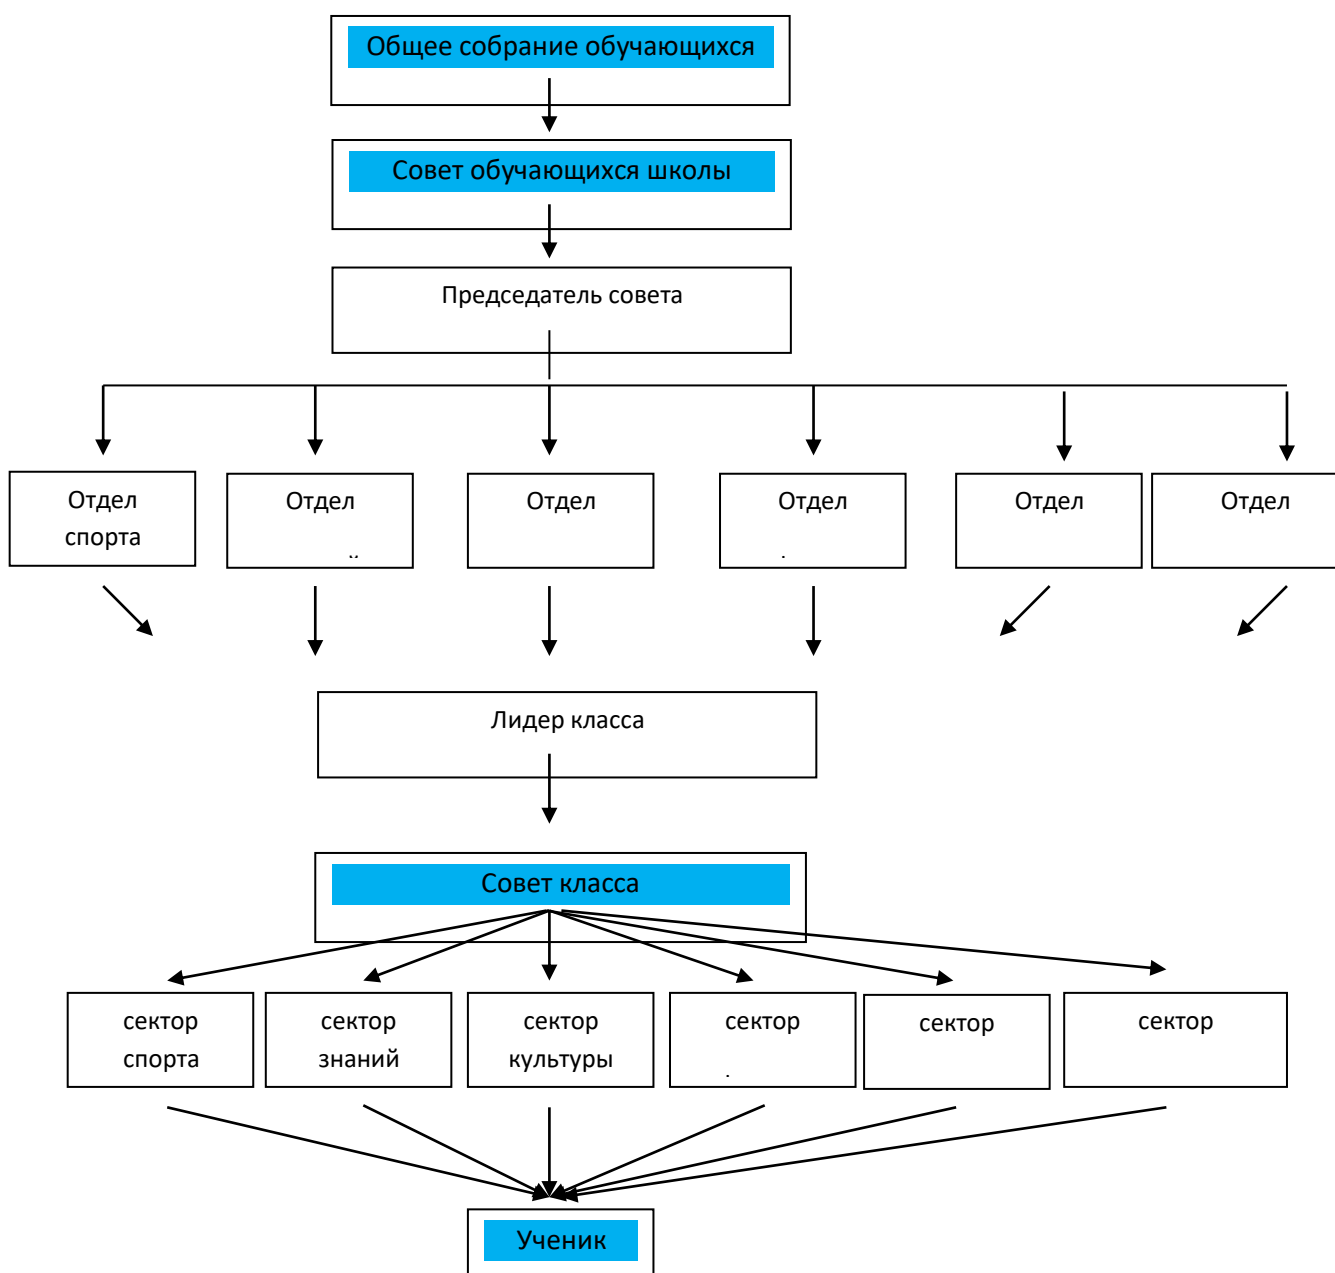 Общее собрание обучающихся
Совет обучающихся школы
Председатель совета
Отдел
спорта
Отдел
Отдел
Отдел
Отдел
Отдел
Лидер класса
Совет класса
сектор
спорта
сектор
знаний
сектор
культуры
сектор
сектор
сектор
Ученик